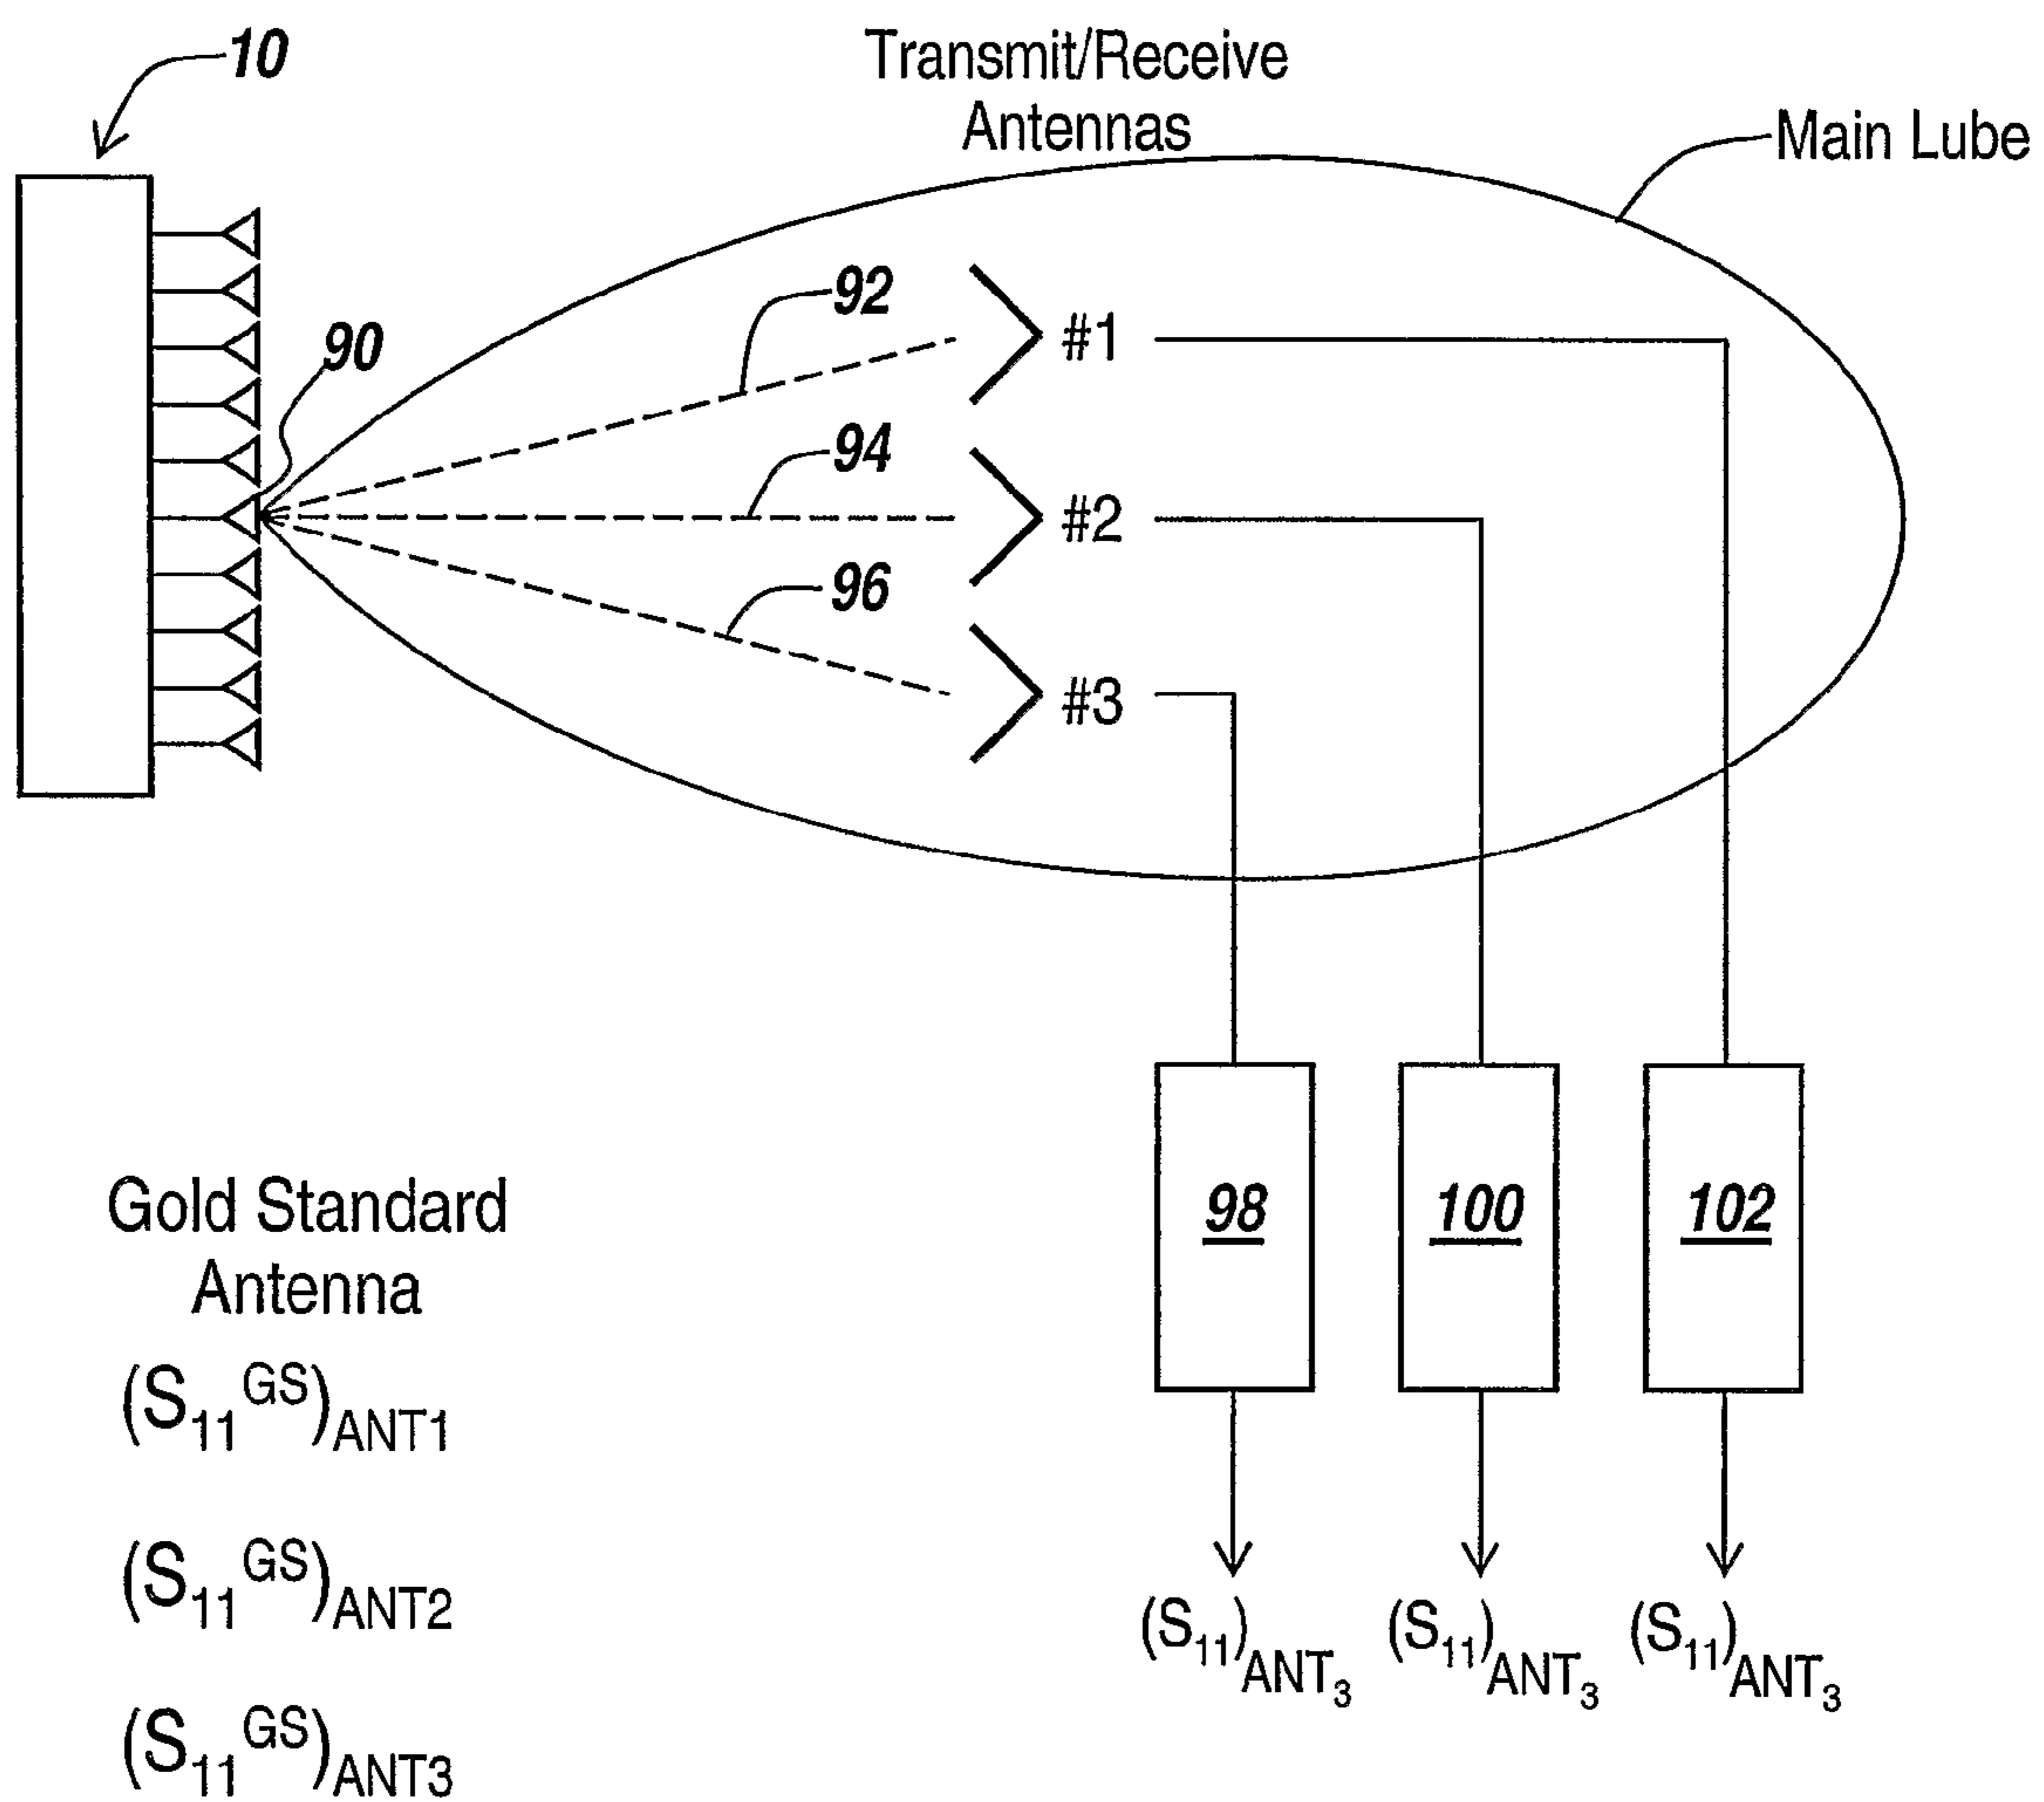 10
Transmit/Receive
Antennas
Main Lube
92
#1
90
94
#2
96
#3
98
100
102
Gold Standard
Antenna
(S₁₁ᴳˢ)ANT1
(S₁₁ᴳˢ)ANT2
(S₁₁ᴳˢ)ANT3
(S₁₁)ANT₃
(S₁₁)ANT₃
(S₁₁)ANT₃